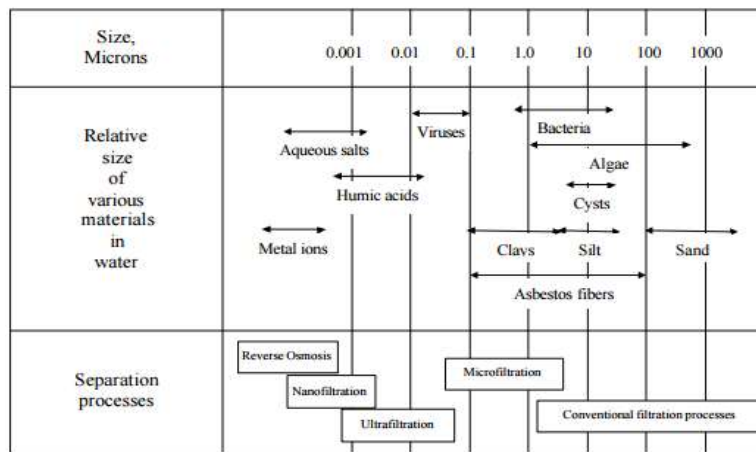 Size,
Microns
0.001 0.01 0.1 1.0 10 100 1000
Relative
size
of
various
materials
in
water
Viruses
Bacteria
Aqueous salts
Algae
Humic acids
Cysts
Metal ions
Clays
Silt
Sand
Asbestos fibers
Separation
processes
Reverse Osmosis
Nanofiltration
Ultrafiltration
Microfiltration
Conventional filtration processes